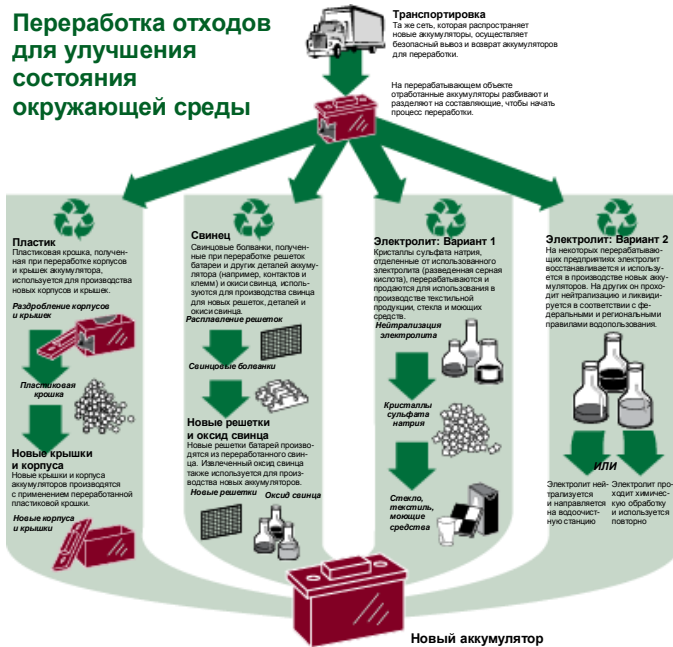 Переработка отходов
для улучшения
состояния
окружающей среды
Транспортировка
Та же сеть, которая распространяет
новые аккумуляторы, осуществляет
безопасный вывоз и возврат аккумуляторов
для переработки.
На перерабатывающем объекте
отработанные аккумуляторы разбивают и
разделяют на составляющие, чтобы начать
процесс переработки.
Пластик
Пластиковая крошка, получен-
ная при переработке корпусов
и крышек аккумулятора,
используется для производства
новых корпусов и крышек.
Раздробление корпусов
и крышек
Пластиковая
крошка
Новые крышки
и корпуса
Новые крышки и корпуса
аккумуляторов производятся
с применением переработанной
пластиковой крошки.
Новые корпуса
и крышки
Свинец
Свинцовые болванки, получен-
ные при переработке решеток
батареи и других деталей аккуму-
лятора (например, контактов и
клемм) и окиси свинца, исполь-
зуются для производства свинца
для новых решеток, деталей и
окиси свинца.
Расплавление решеток
Свинцовые болванки
Новые решетки
и оксид свинца
Новые решетки батарей произво-
дятся из переработанного свин-
ца. Извлеченный оксид свинца
также используется для произ-
водства новых аккумуляторов.
Новые решетки
Оксид свинца
Электролит: Вариант 1
Кристаллы сульфата натрия,
отделенные от использованного
электролита (разведенная серная
кислота), перерабатываются и
продаются для использования в
производстве текстильной
продукции, стекла и моющих
средств.
Нейтрализация
электролита
Кристаллы
сульфата
натрия
Стекло,
текстиль,
моющие
средства
Электролит: Вариант 2
На некоторых перерабатываю-
щих предприятиях электролит
восстанавливается и использу-
ется в производстве новых акку-
муляторов. На других он прохо-
дит нейтрализацию и ликвиди-
руется в соответствии с фе-
деральными и региональными
правилами водопользования.
ИЛИ
Электролит ней-
трализуется
и направляется
на водоочист-
ную станцию
Электролит про-
ходит химичес-
кую обработку
и используется
повторно
Новый аккумулятор